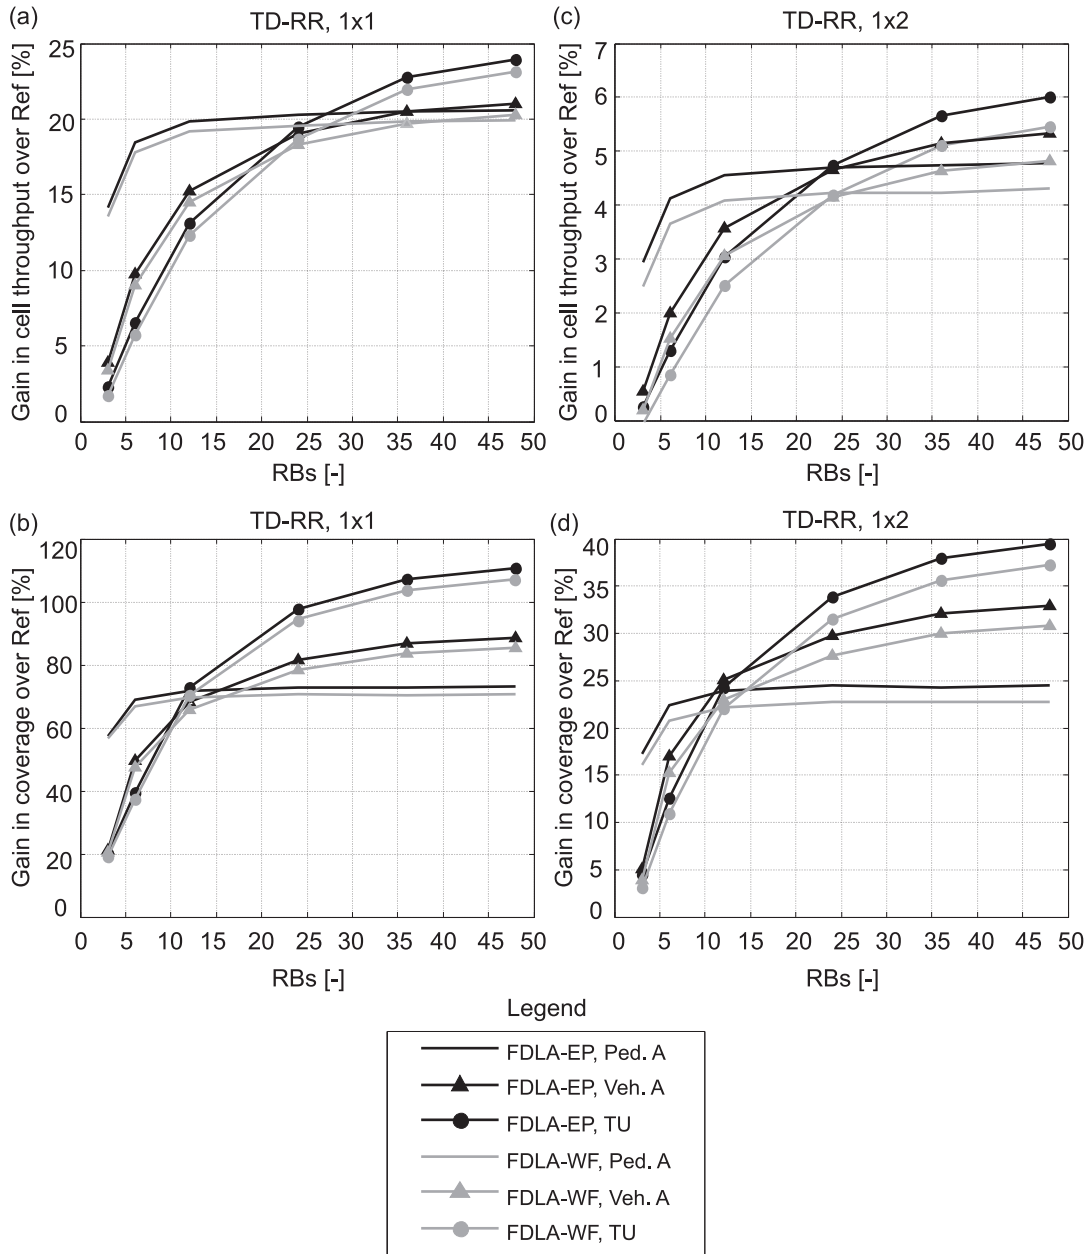 (a)
TD-RR, 1x1
Gain in cell throughput over Ref [%]
25
20
15
10
5
0
0 5 10 15 20 25 30 35 40 45 50
RBs [-]
(c)
TD-RR, 1x2
Gain in cell throughput over Ref [%]
7
6
5
4
3
2
1
0
0 5 10 15 20 25 30 35 40 45 50
RBs [-]
(b)
TD-RR, 1x1
Gain in coverage over Ref [%]
120
100
80
60
40
20
0
0 5 10 15 20 25 30 35 40 45 50
RBs [-]
(d)
TD-RR, 1x2
Gain in coverage over Ref [%]
40
35
30
25
20
15
10
5
0
0 5 10 15 20 25 30 35 40 45 50
RBs [-]
Legend
FDLA-EP, Ped. A
FDLA-EP, Veh. A
FDLA-EP, TU
FDLA-WF, Ped. A
FDLA-WF, Veh. A
FDLA-WF, TU